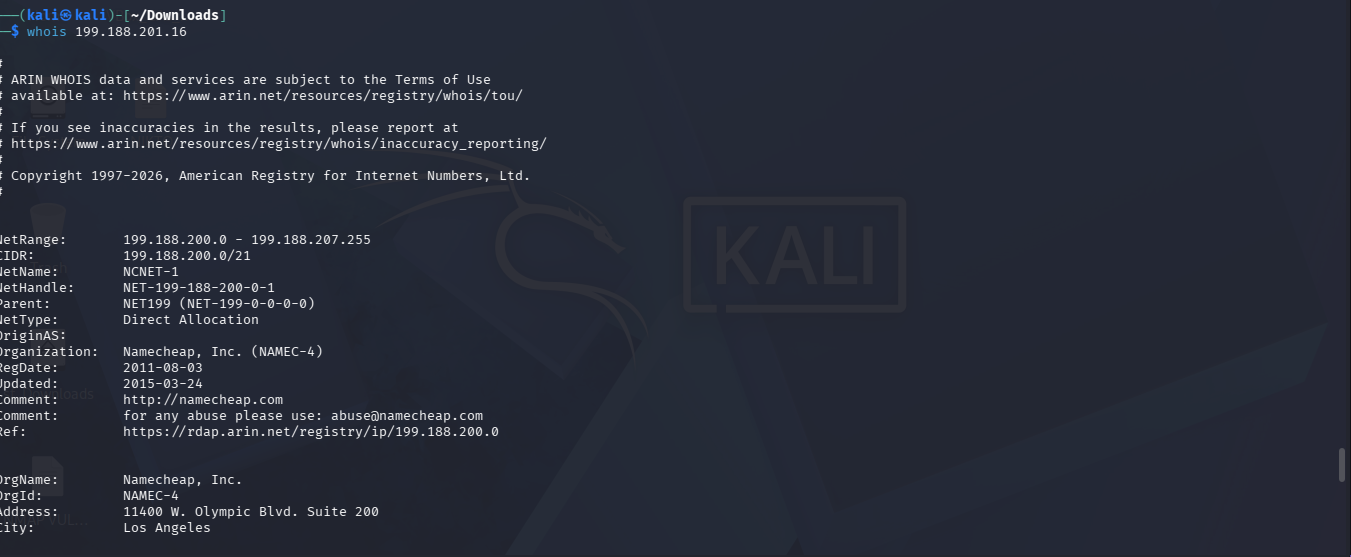 (kali㉿kali)-[~/Downloads]
$ whois 199.188.201.16
#
# ARIN WHOIS data and services are subject to the Terms of Use
# available at: https://www.arin.net/resources/registry/whois/tou/
#
# If you see inaccuracies in the results, please report at
# https://www.arin.net/resources/registry/whois/inaccuracy_reporting/
#
# Copyright 1997-2026, American Registry for Internet Numbers, Ltd.
#
NetRange: 199.188.200.0 - 199.188.207.255
CIDR: 199.188.200.0/21
NetName: NCNET-1
NetHandle: NET-199-188-200-0-1
Parent: NET199 (NET-199-0-0-0-0)
NetType: Direct Allocation
OriginAS:
Organization: Namecheap, Inc. (NAMEC-4)
RegDate: 2011-08-03
Updated: 2015-03-24
Comment: http://namecheap.com
Comment: for any abuse please use: abuse@namecheap.com
Ref: https://rdap.arin.net/registry/ip/199.188.200.0
OrgName: Namecheap, Inc.
OrgId: NAMEC-4
Address: 11400 W. Olympic Blvd. Suite 200
City: Los Angeles
KALI